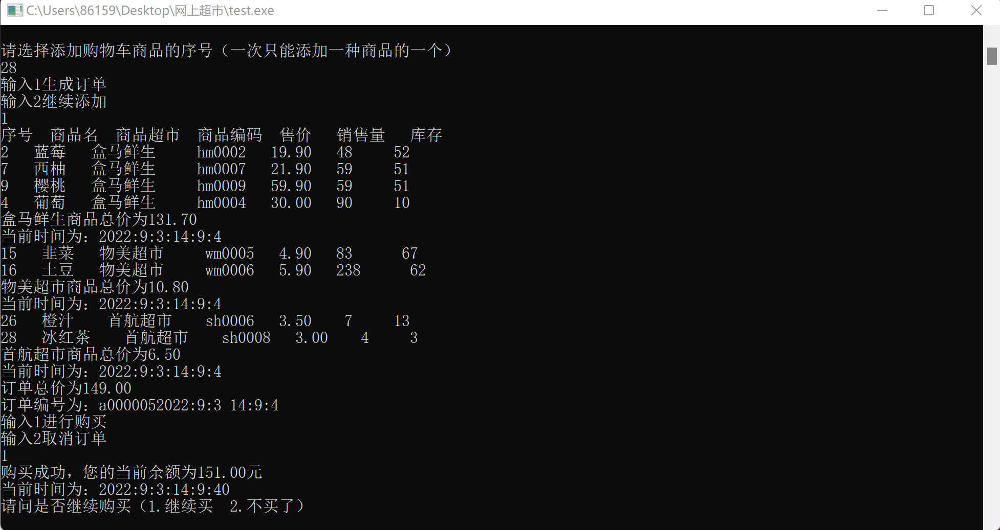 C:\Users\86159\Desktop\网上超市\test.exe
请选择添加购物车商品的序号（一次只能添加一种商品的一个）
28
输入1生成订单
输入2继续添加
1
序号 商品名 商品超市 商品编码 售价 销售量 库存
2 蓝莓 盒马鲜生 hm0002 19.90 48 52
7 西柚 盒马鲜生 hm0007 21.90 59 51
9 樱桃 盒马鲜生 hm0009 59.90 59 51
4 葡萄 盒马鲜生 hm0004 30.00 90 10
盒马鲜生商品总价为131.70
当前时间为：2022:9:3:14:9:4
15 韭菜 物美超市 wm0005 4.90 83 67
16 土豆 物美超市 wm0006 5.90 238 62
物美超市商品总价为10.80
当前时间为：2022:9:3:14:9:4
26 橙汁 首航超市 sh0006 3.50 7 13
28 冰红茶 首航超市 sh0008 3.00 4 3
首航超市商品总价为6.50
当前时间为：2022:9:3:14:9:4
订单总价为149.00
订单编号为：a0000052022:9:3 14:9:4
输入1进行购买
输入2取消订单
1
购买成功，您的当前余额为151.00元
当前时间为：2022:9:3:14:9:40
请问是否继续购买（1.继续买 2.不买了）